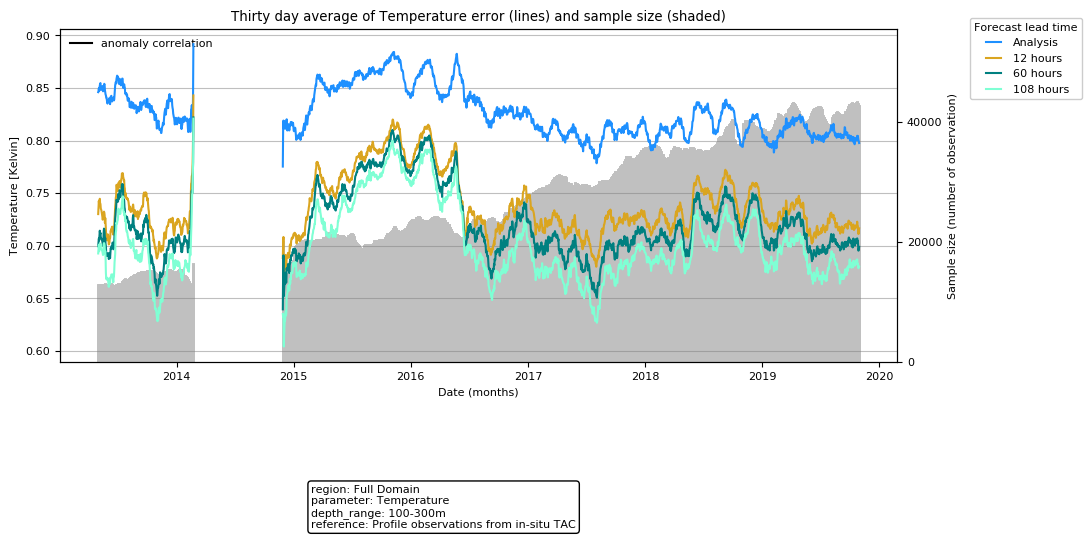 Thirty day average of Temperature error (lines) and sample size (shaded)
Forecast lead time
Analysis
12 hours
60 hours
108 hours
anomaly correlation
Temperature [Kelvin]
0.90
0.85
0.80
0.75
0.70
0.65
0.60
Sample size (number of observation)
40000
20000
0
2014
2015
2016
2017
2018
2019
2020
Date (months)
region: Full Domain
parameter: Temperature
depth_range: 100-300m
reference: Profile observations from in-situ TAC